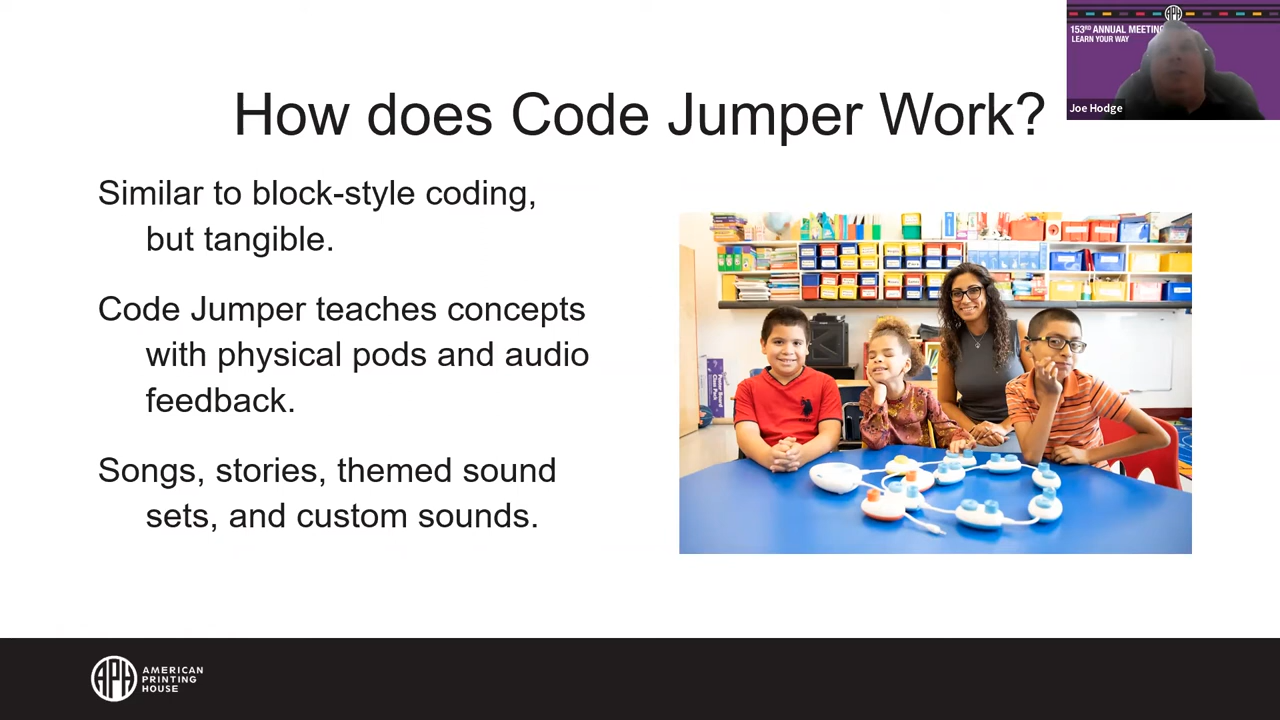 153RD ANNUAL MEETING
LEARN YOUR WAY
Joe Hodge
How does Code Jumper Work?
Similar to block-style coding,
but tangible.
Code Jumper teaches concepts
with physical pods and audio
feedback.
Songs, stories, themed sound
sets, and custom sounds.
APH
AMERICAN
PRINTING
HOUSE